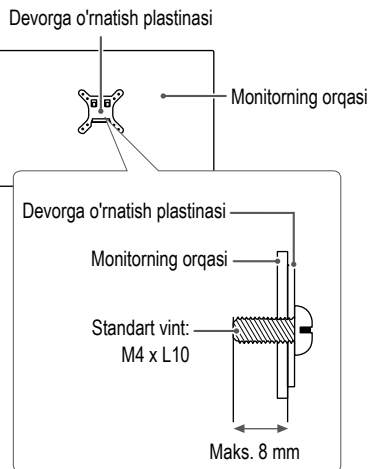 Devorga o'rnatish plastinasi
Monitorning orqasi
Devorga o'rnatish plastinasi
Monitorning orqasi
Standart vint:
M4 x L10
Maks. 8 mm